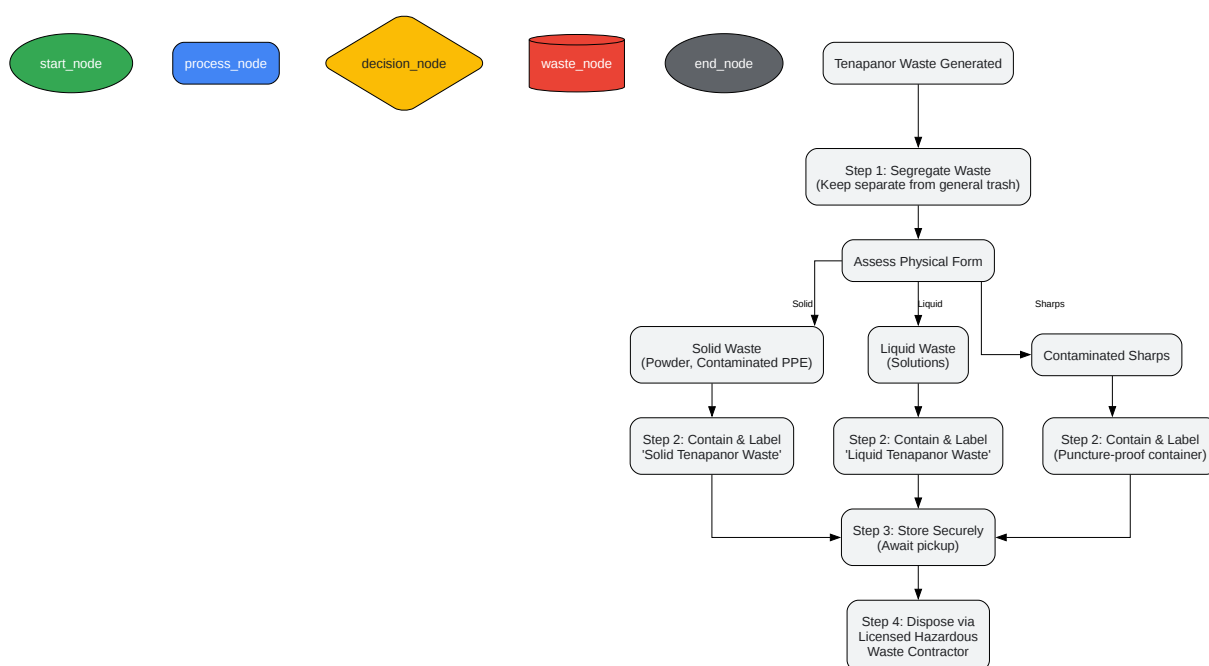 start_node
process_node
decision_node
waste_node
end_node
Tenapanor Waste Generated
Step 1: Segregate Waste
(Keep separate from general trash)
Assess Physical Form
Solid
Liquid
Sharps
Solid Waste
(Powder, Contaminated PPE)
Liquid Waste
(Solutions)
Contaminated Sharps
Step 2: Contain & Label
'Solid Tenapanor Waste'
Step 2: Contain & Label
'Liquid Tenapanor Waste'
Step 2: Contain & Label
(Puncture-proof container)
Step 3: Store Securely
(Await pickup)
Step 4: Dispose via
Licensed Hazardous
Waste Contractor